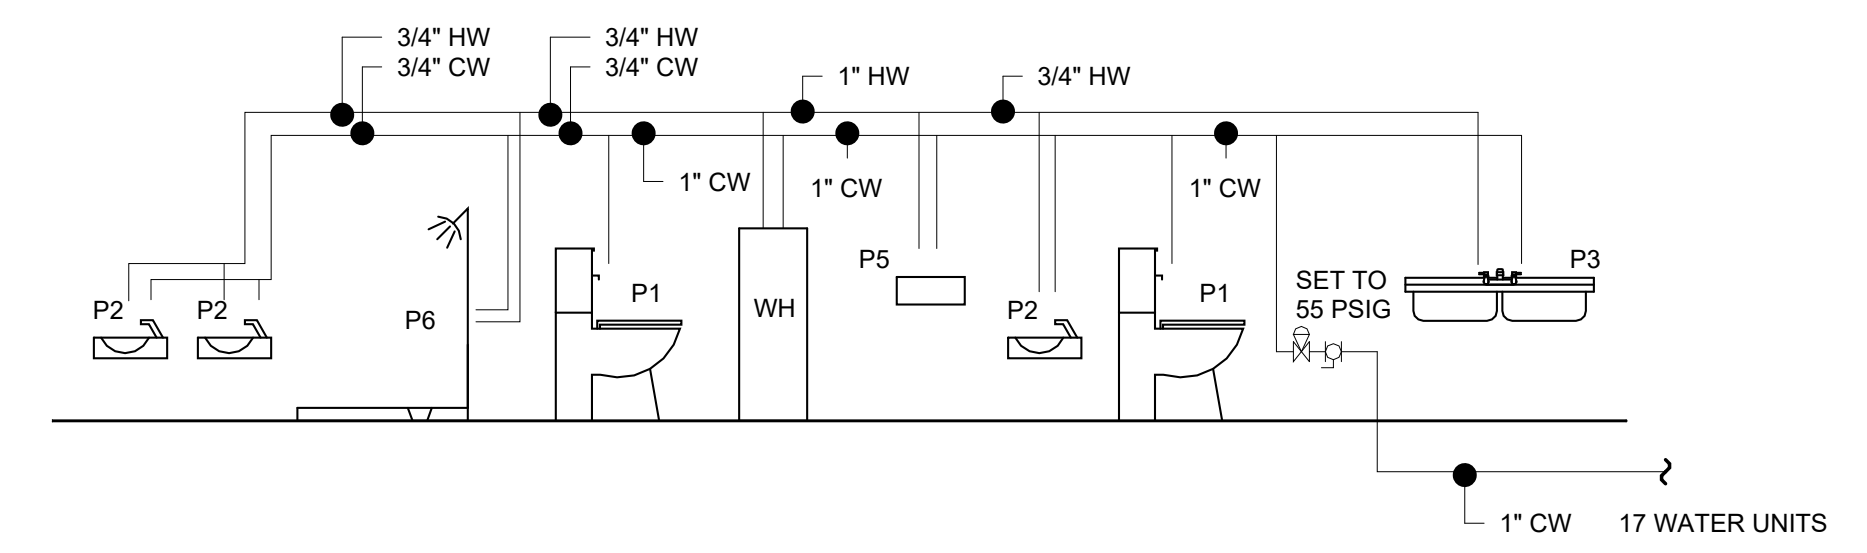 3/4" HW
3/4" CW
3/4" HW
3/4" CW
1" HW
3/4" HW
1" CW
1" CW
1" CW
P2
P2
P6
P1
WH
P5
P2
P1
SET TO
55 PSIG
P3
1" CW
17 WATER UNITS